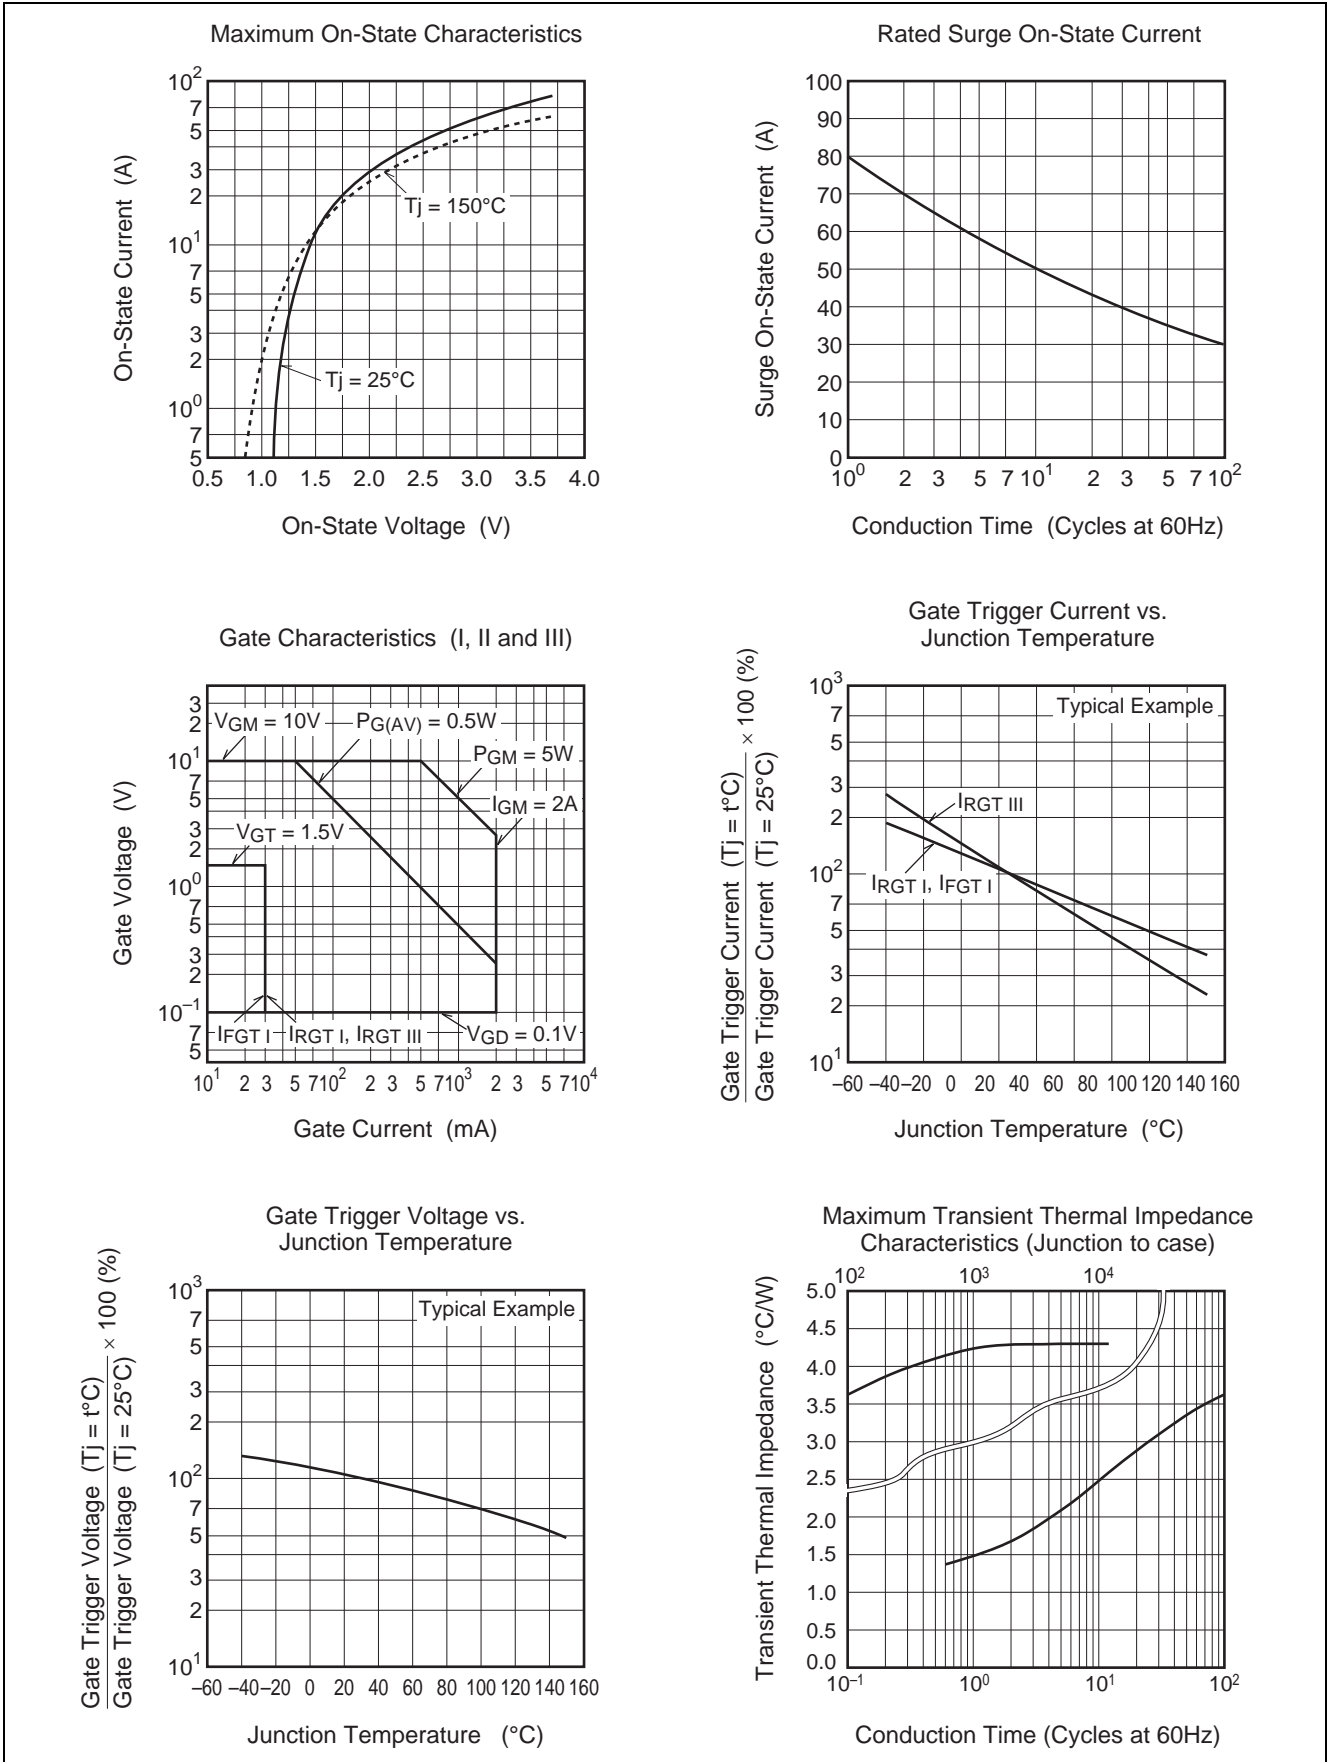 Maximum On-State Characteristics
On-State Current (A)
10²
7
5
3
2
10¹
7
5
3
2
10⁰
7
5
Tj = 150°C
Tj = 25°C
0.5 1.0 1.5 2.0 2.5 3.0 3.5 4.0
On-State Voltage (V)
Rated Surge On-State Current
Surge On-State Current (A)
100
90
80
70
60
50
40
30
20
10
0
10⁰ 2 3 5 7 10¹ 2 3 5 7 10²
Conduction Time (Cycles at 60Hz)
Gate Characteristics (I, II and III)
Gate Voltage (V)
3
2
10¹
7
5
3
2
10⁰
7
5
3
2
10⁻¹
7
5
VGM = 10V
PG(AV) = 0.5W
PGM = 5W
IGM = 2A
VGT = 1.5V
IFGT I
IRGT I, IRGT III
VGD = 0.1V
10¹ 2 3 5 7 10² 2 3 5 7 10³ 2 3 5 7 10⁴
Gate Current (mA)
Gate Trigger Current vs.
Junction Temperature
Gate Trigger Current (Tj = t°C)
Gate Trigger Current (Tj = 25°C)
× 100 (%)
10³
7
5
3
2
10²
7
5
3
2
10¹
Typical Example
IRGT III
IRGT I, IFGT I
–60 –40 –20 0 20 40 60 80 100 120 140 160
Junction Temperature (°C)
Gate Trigger Voltage vs.
Junction Temperature
Gate Trigger Voltage (Tj = t°C)
Gate Trigger Voltage (Tj = 25°C)
× 100 (%)
10³
7
5
3
2
10²
7
5
3
2
10¹
Typical Example
–60 –40 –20 0 20 40 60 80 100 120 140 160
Junction Temperature (°C)
Maximum Transient Thermal Impedance
Characteristics (Junction to case)
Transient Thermal Impedance (°C/W)
10² 10³ 10⁴
5.0
4.5
4.0
3.5
3.0
2.5
2.0
1.5
1.0
0.5
0.0
10⁻¹ 10⁰ 10¹ 10²
Conduction Time (Cycles at 60Hz)